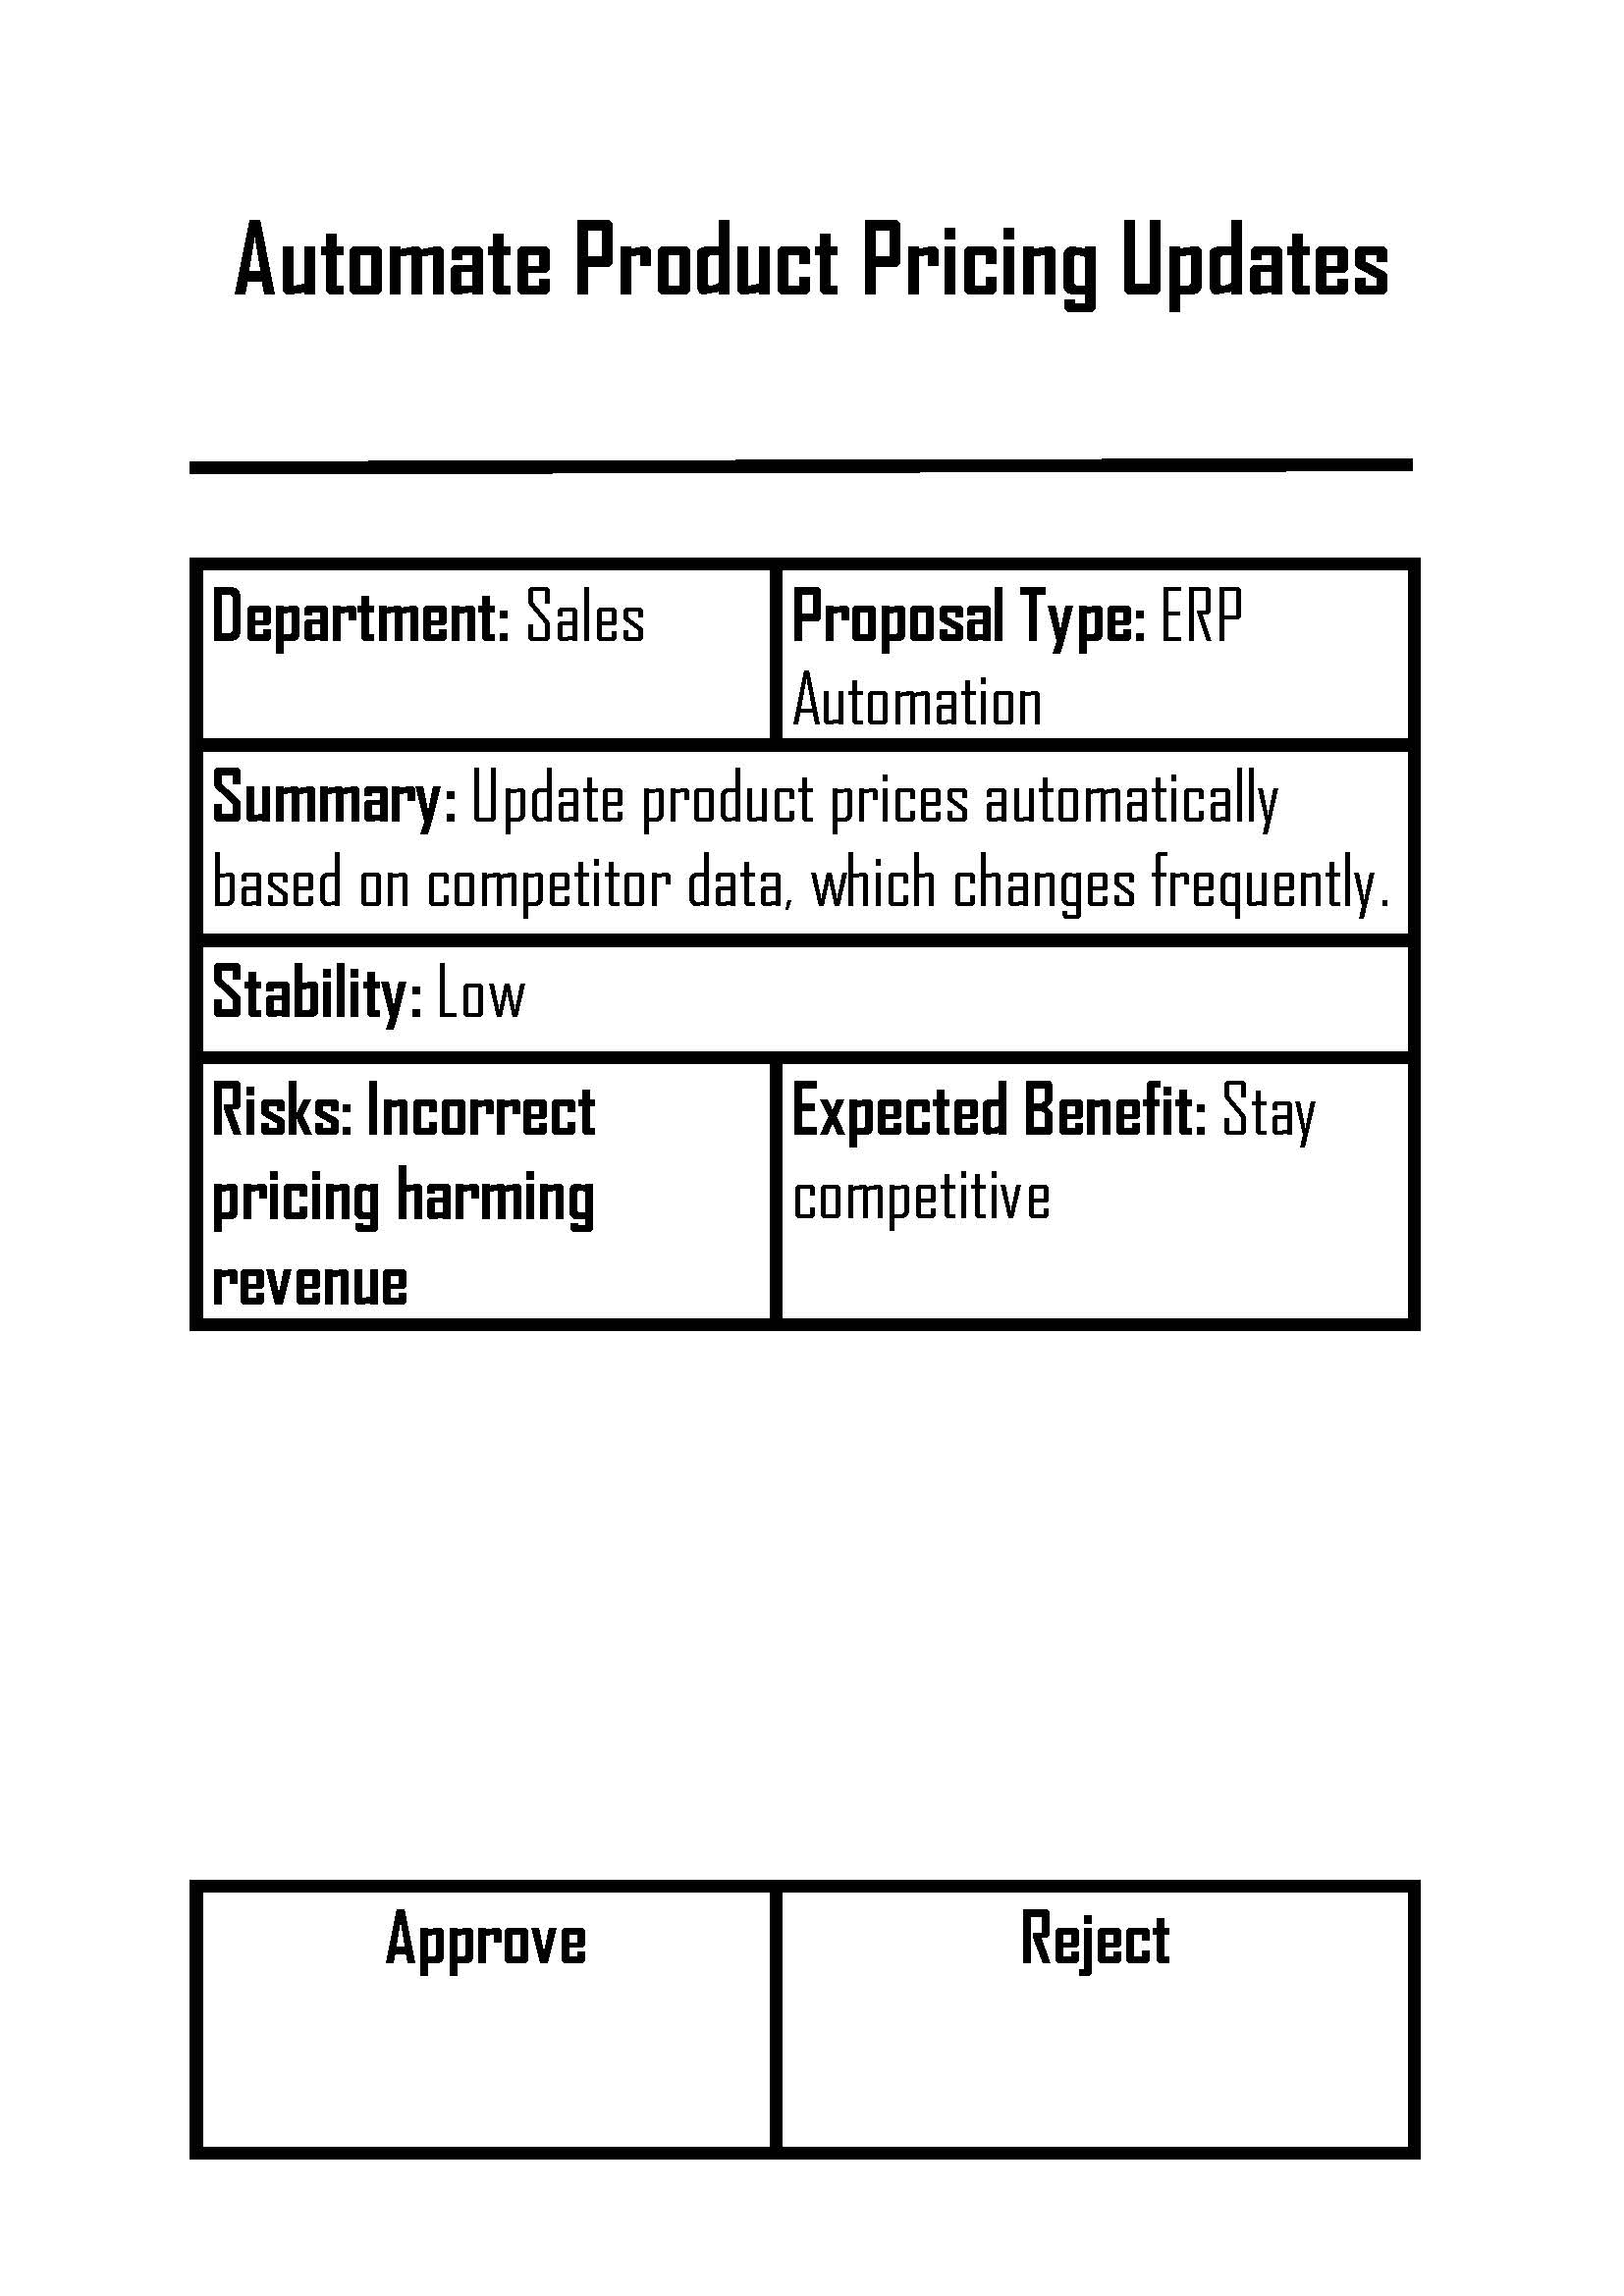 Automate Product Pricing Updates
Department: Sales
Proposal Type: ERP
Automation
Summary: Update product prices automatically
based on competitor data, which changes frequently.
Stability: Low
Risks: Incorrect
pricing harming
revenue
Expected Benefit: Stay
competitive
Approve
Reject